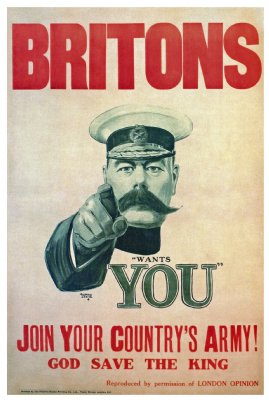 BRITONS
"WANTS
YOU"
JOIN YOUR COUNTRY'S ARMY!
GOD SAVE THE KING
Reproduced by permission of LONDON OPINION